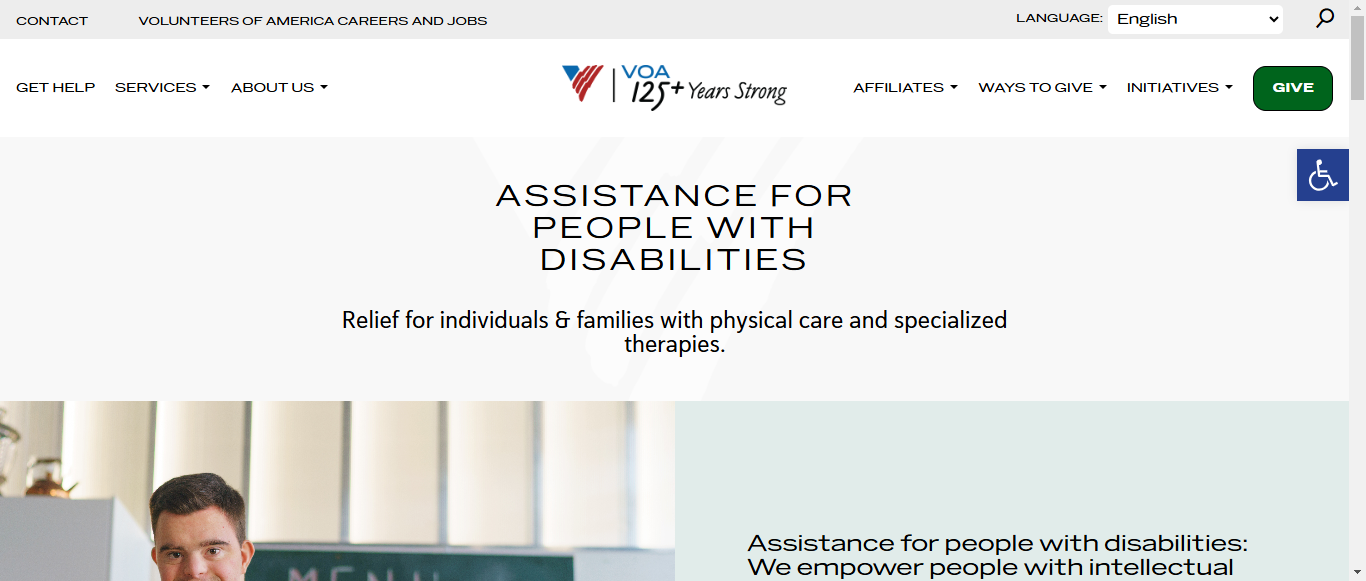 CONTACT
VOLUNTEERS OF AMERICA CAREERS AND JOBS
LANGUAGE:
English
GET HELP
SERVICES
ABOUT US
VOA
125+ Years Strong
AFFILIATES
WAYS TO GIVE
INITIATIVES
GIVE
ASSISTANCE FOR
PEOPLE WITH
DISABILITIES
Relief for individuals & families with physical care and specialized
therapies.
MENU
Assistance for people with disabilities:
We empower people with intellectual